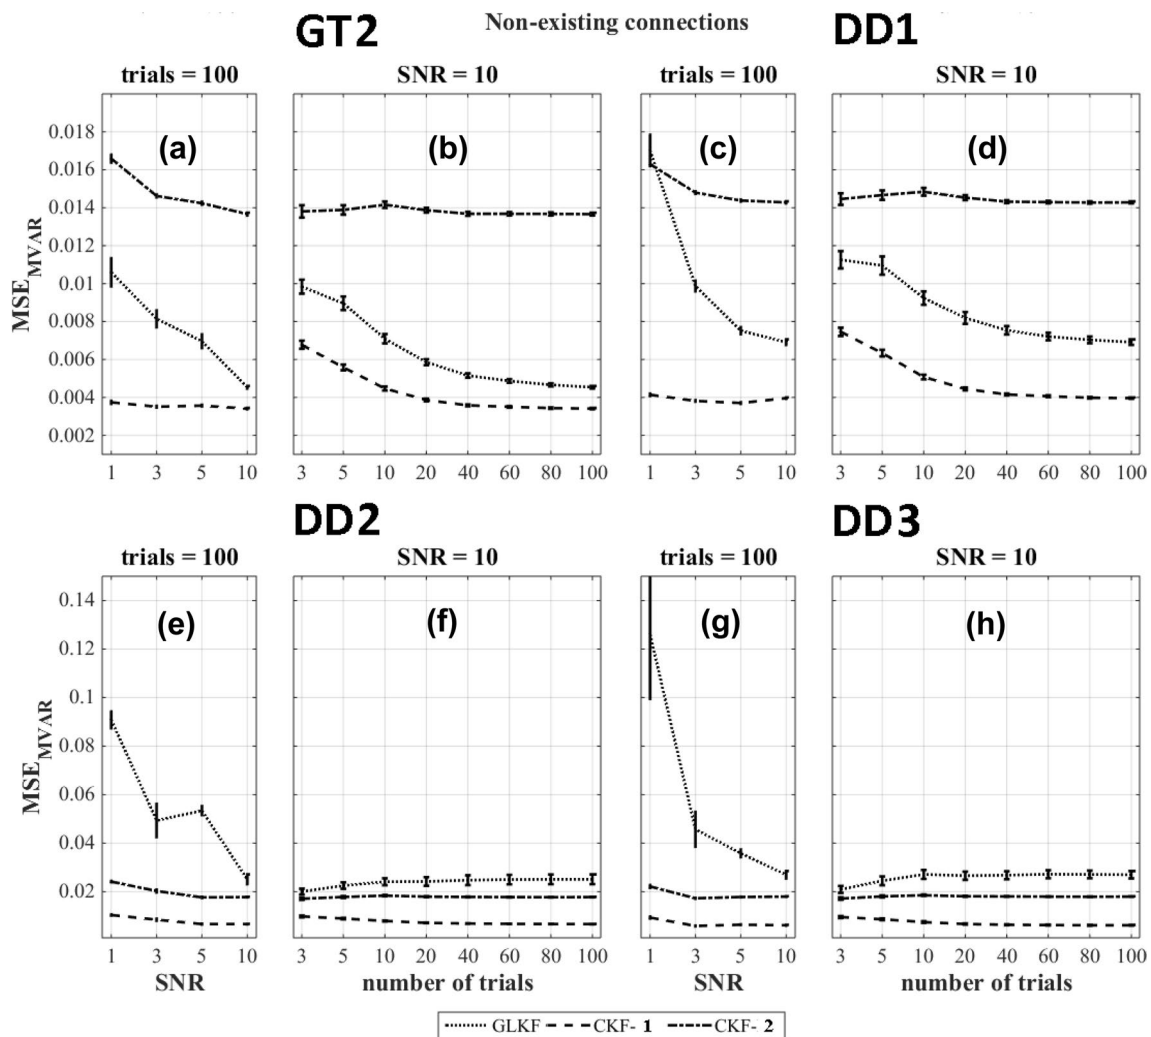 Non-existing connections
GT2 DD1
trials = 100 SNR = 10 trials = 100 SNR = 10
MSE_MVAR
0.018
0.016
0.014
0.012
0.01
0.008
0.006
0.004
0.002
(a) (b) (c) (d)
1 3 5 10 3 5 10 20 40 60 80 100 1 3 5 10 3 5 10 20 40 60 80 100
DD2 DD3
trials = 100 SNR = 10 trials = 100 SNR = 10
MSE_MVAR
0.14
0.12
0.1
0.08
0.06
0.04
0.02
(e) (f) (g) (h)
1 3 5 10 3 5 10 20 40 60 80 100 1 3 5 10 3 5 10 20 40 60 80 100
SNR number of trials SNR number of trials
GLKF CKF- 1 CKF- 2